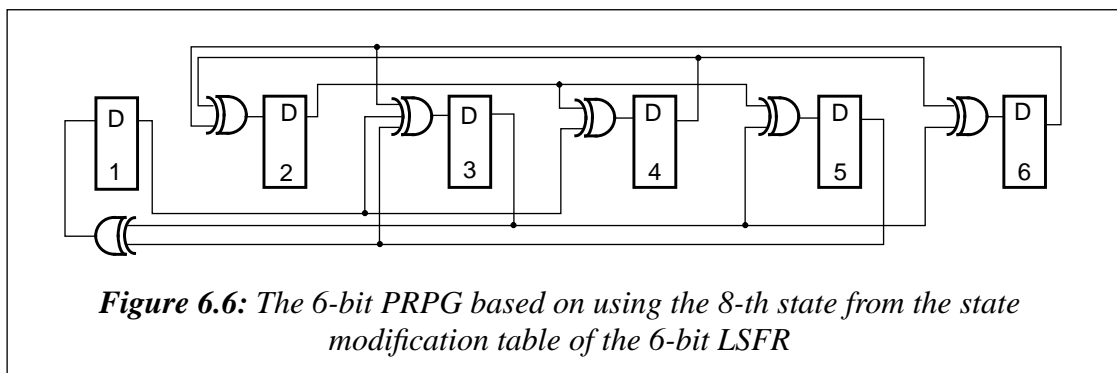 D D D D D D
1 2 3 4 5 6
Figure 6.6: The 6-bit PRPG based on using the 8-th state from the state
modification table of the 6-bit LSFR